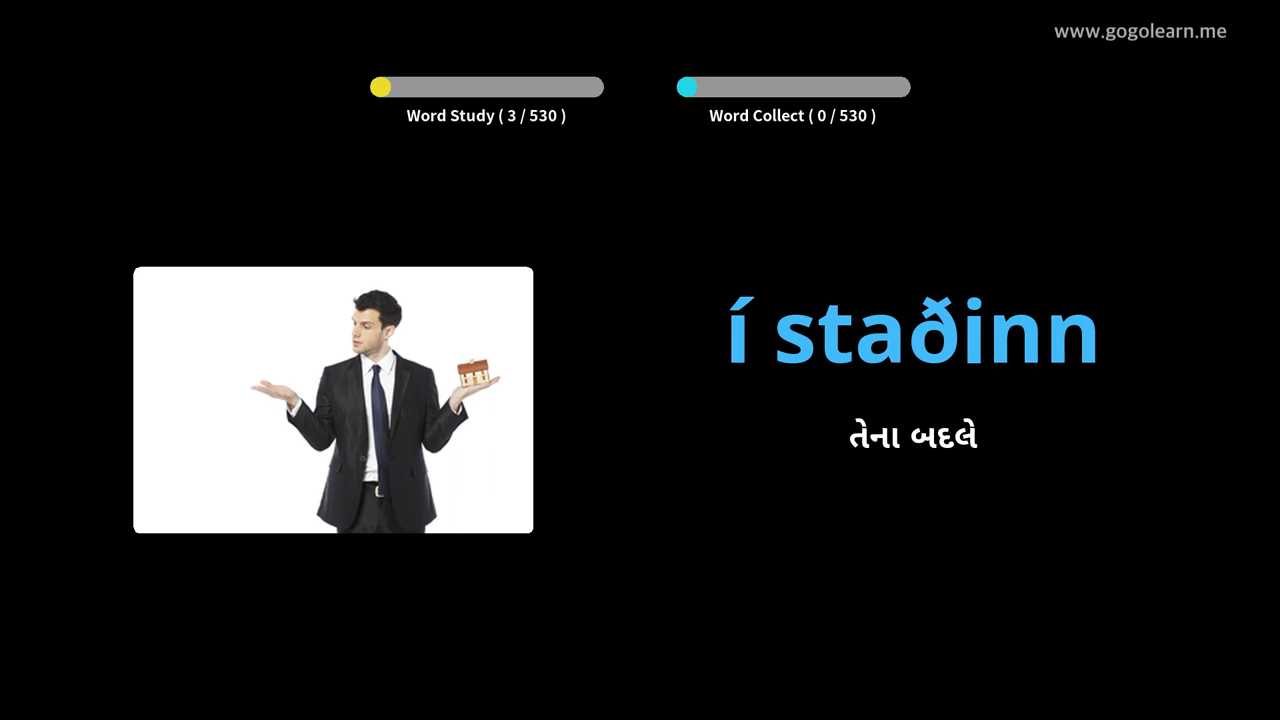 www.gogolearn.me
Word Study ( 3 / 530 )
Word Collect ( 0 / 530 )
í staðinn
તેના બદલે